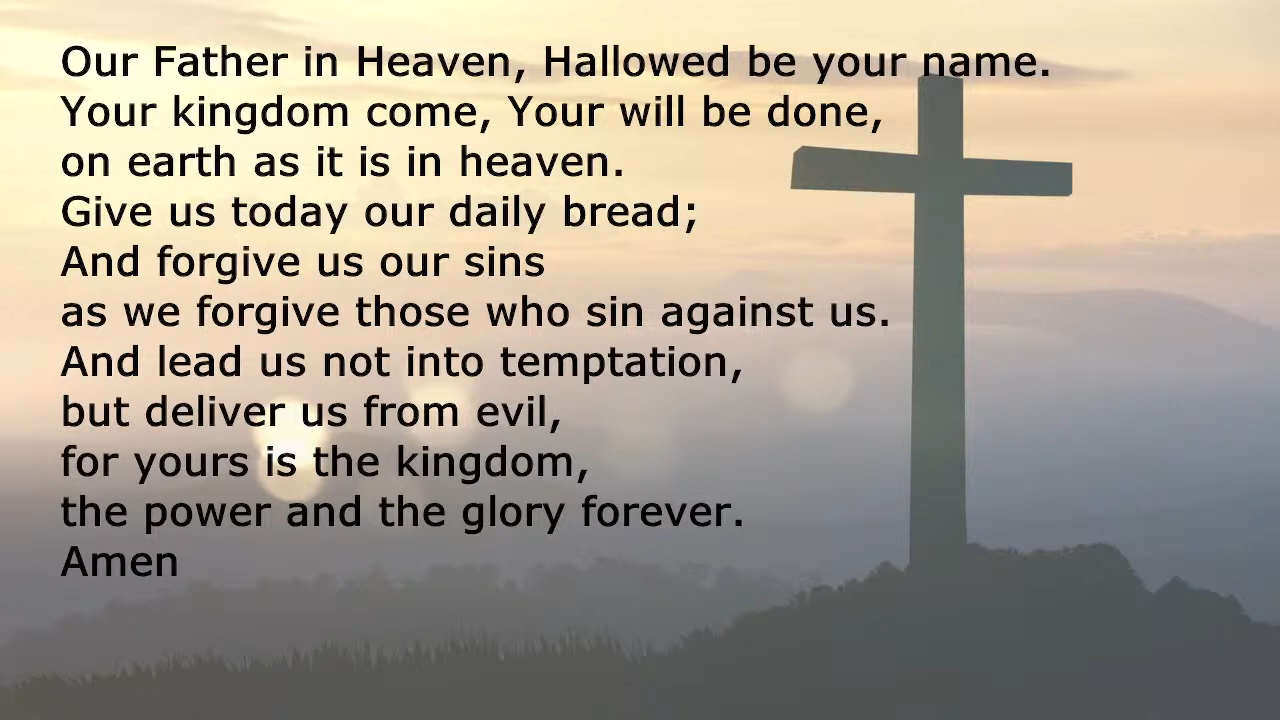 Our Father in Heaven, Hallowed be your name.
Your kingdom come, Your will be done,
on earth as it is in heaven.
Give us today our daily bread;
And forgive us our sins
as we forgive those who sin against us.
And lead us not into temptation,
but deliver us from evil,
for yours is the kingdom,
the power and the glory forever.
Amen